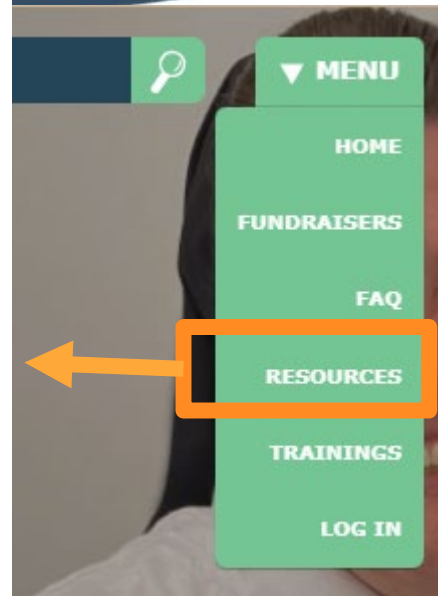 ▼ MENU
HOME
FUNDRAISERS
FAQ
RESOURCES
TRAININGS
LOG IN